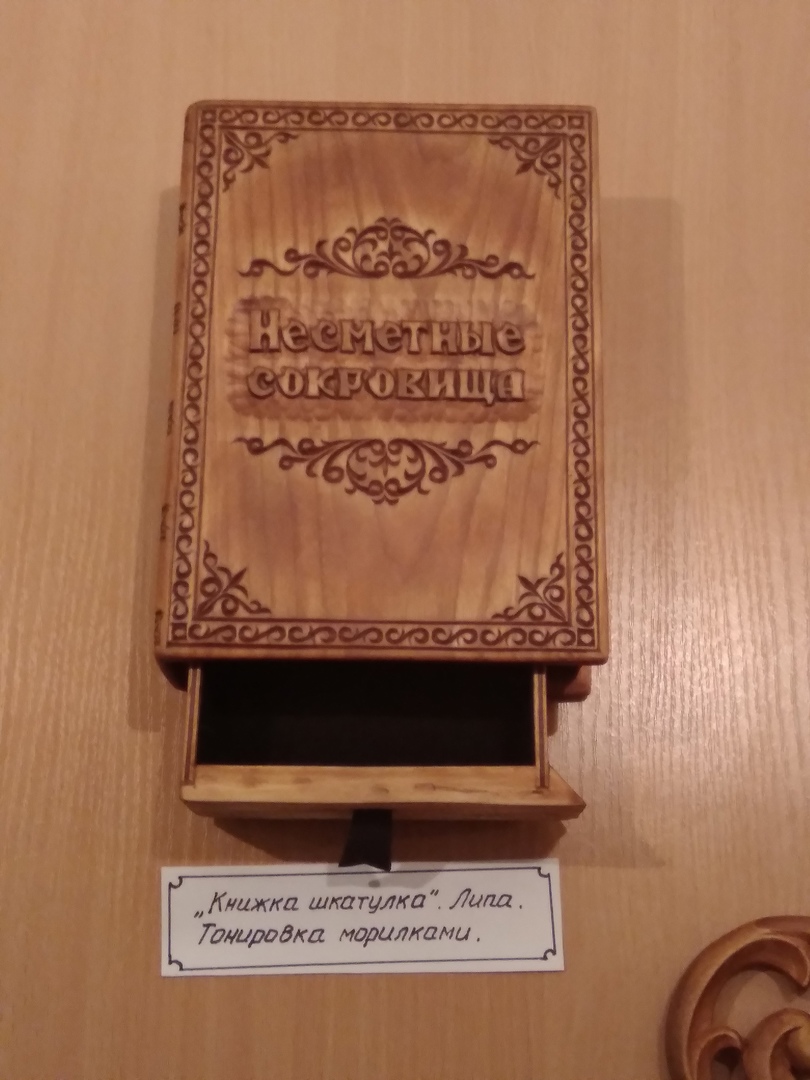 Несметные
сокровища
„Книжка шкатулка". Липа.
Тонировка морилками.